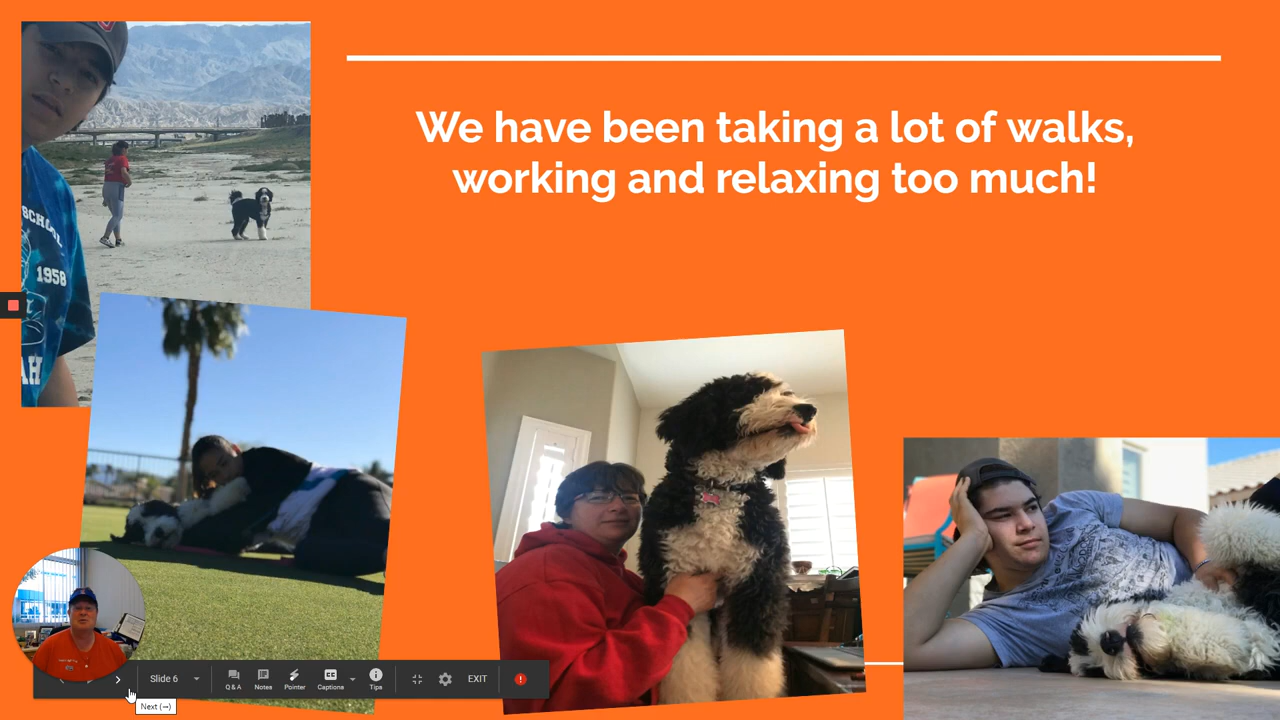 We have been taking a lot of walks,
working and relaxing too much!
SCHOOL
1958
AH
Slide 6
Q & A
Notes
Pointer
Captions
Tips
EXIT
Next (→)